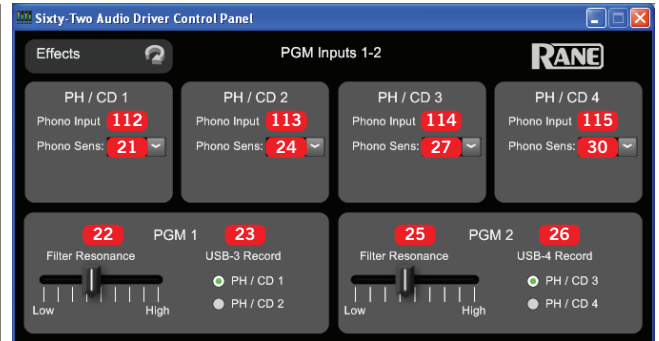 Sixty-Two Audio Driver Control Panel
Effects
PGM Inputs 1-2
RANE
PH / CD 1
PH / CD 2
PH / CD 3
PH / CD 4
Phono Input 112
Phono Input 113
Phono Input 114
Phono Input 115
Phono Sens: 21
Phono Sens: 24
Phono Sens: 27
Phono Sens: 30
22 PGM 1 23
Filter Resonance USB-3 Record
PH / CD 1
PH / CD 2
Low High
25 PGM 2 26
Filter Resonance USB-4 Record
PH / CD 3
PH / CD 4
Low High